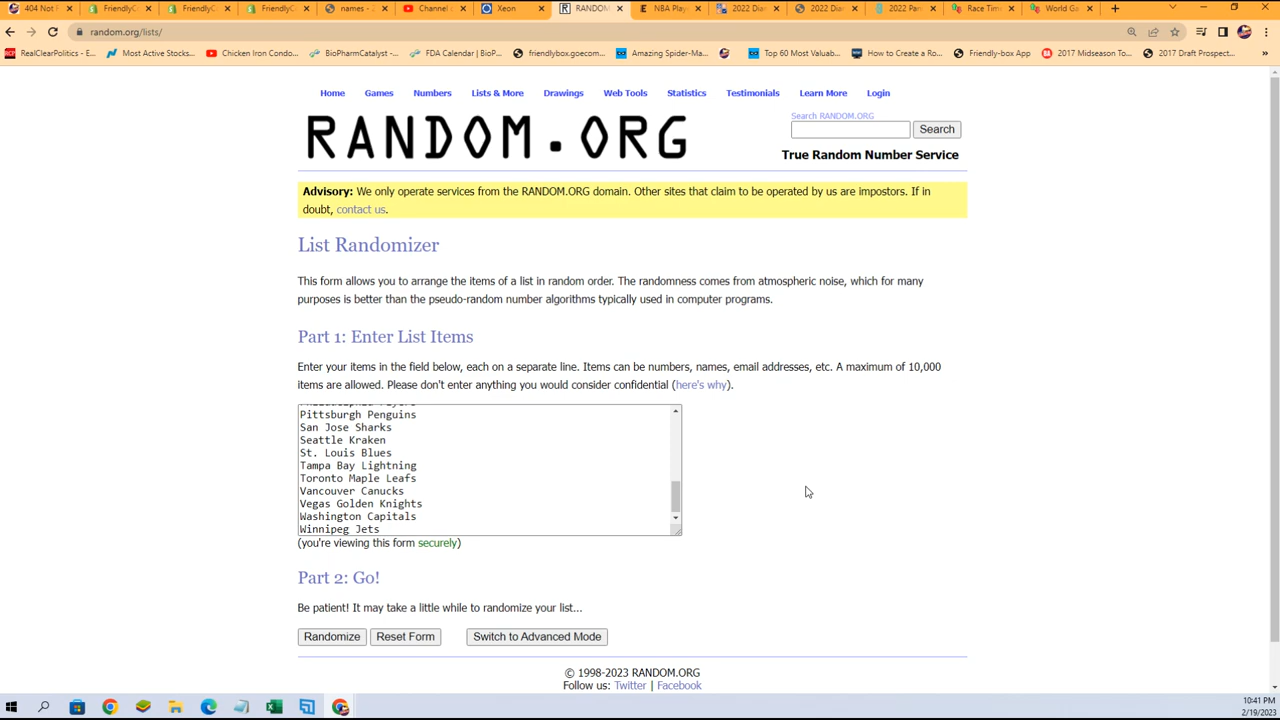 404 Not F
FriendlyC
FriendlyC
FriendlyC
names - 
Channel c
Xeon
RANDOM
NBA Play
2022 Dia
2022 Dia
2022 Pan
Race Tim
World Ga
random.org/lists/
RealClearPolitics - E...
Most Active Stocks...
Chicken Iron Condo...
BioPharmCatalyst -...
FDA Calendar | BioP...
friendlybox.goecom...
Amazing Spider-Ma...
Top 60 Most Valuab...
How to Create a Ro...
Friendly-box App
2017 Midseason To...
2017 Draft Prospect...
»
Home
Games
Numbers
Lists & More
Drawings
Web Tools
Statistics
Testimonials
Learn More
Login
RANDOM.ORG
Search RANDOM.ORG
Search
True Random Number Service
Advisory: We only operate services from the RANDOM.ORG domain. Other sites that claim to be operated by us are impostors. If in
doubt, contact us.
List Randomizer
This form allows you to arrange the items of a list in random order. The randomness comes from atmospheric noise, which for many
purposes is better than the pseudo-random number algorithms typically used in computer programs.
Part 1: Enter List Items
Enter your items in the field below, each on a separate line. Items can be numbers, names, email addresses, etc. A maximum of 10,000
items are allowed. Please don't enter anything you would consider confidential (here's why).
Pittsburgh Penguins
San Jose Sharks
Seattle Kraken
St. Louis Blues
Tampa Bay Lightning
Toronto Maple Leafs
Vancouver Canucks
Vegas Golden Knights
Washington Capitals
Winnipeg Jets
(you're viewing this form securely)
Part 2: Go!
Be patient! It may take a little while to randomize your list...
Randomize
Reset Form
Switch to Advanced Mode
© 1998-2023 RANDOM.ORG
Follow us: Twitter | Facebook
10:41 PM
2/19/2023